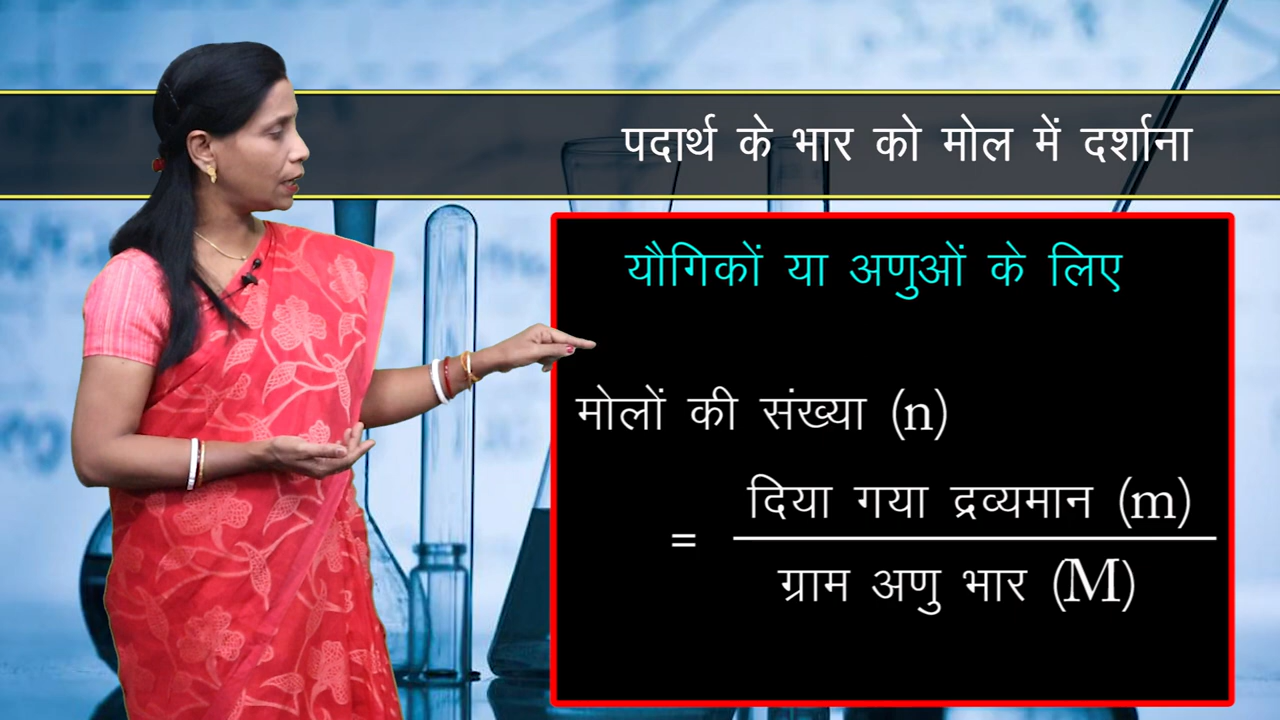 पदार्थ के भार को मोल में दर्शाना
यौगिकों या अणुओं के लिए
मोलों की संख्या (n)
= दिया गया द्रव्यमान (m)
ग्राम अणु भार (M)